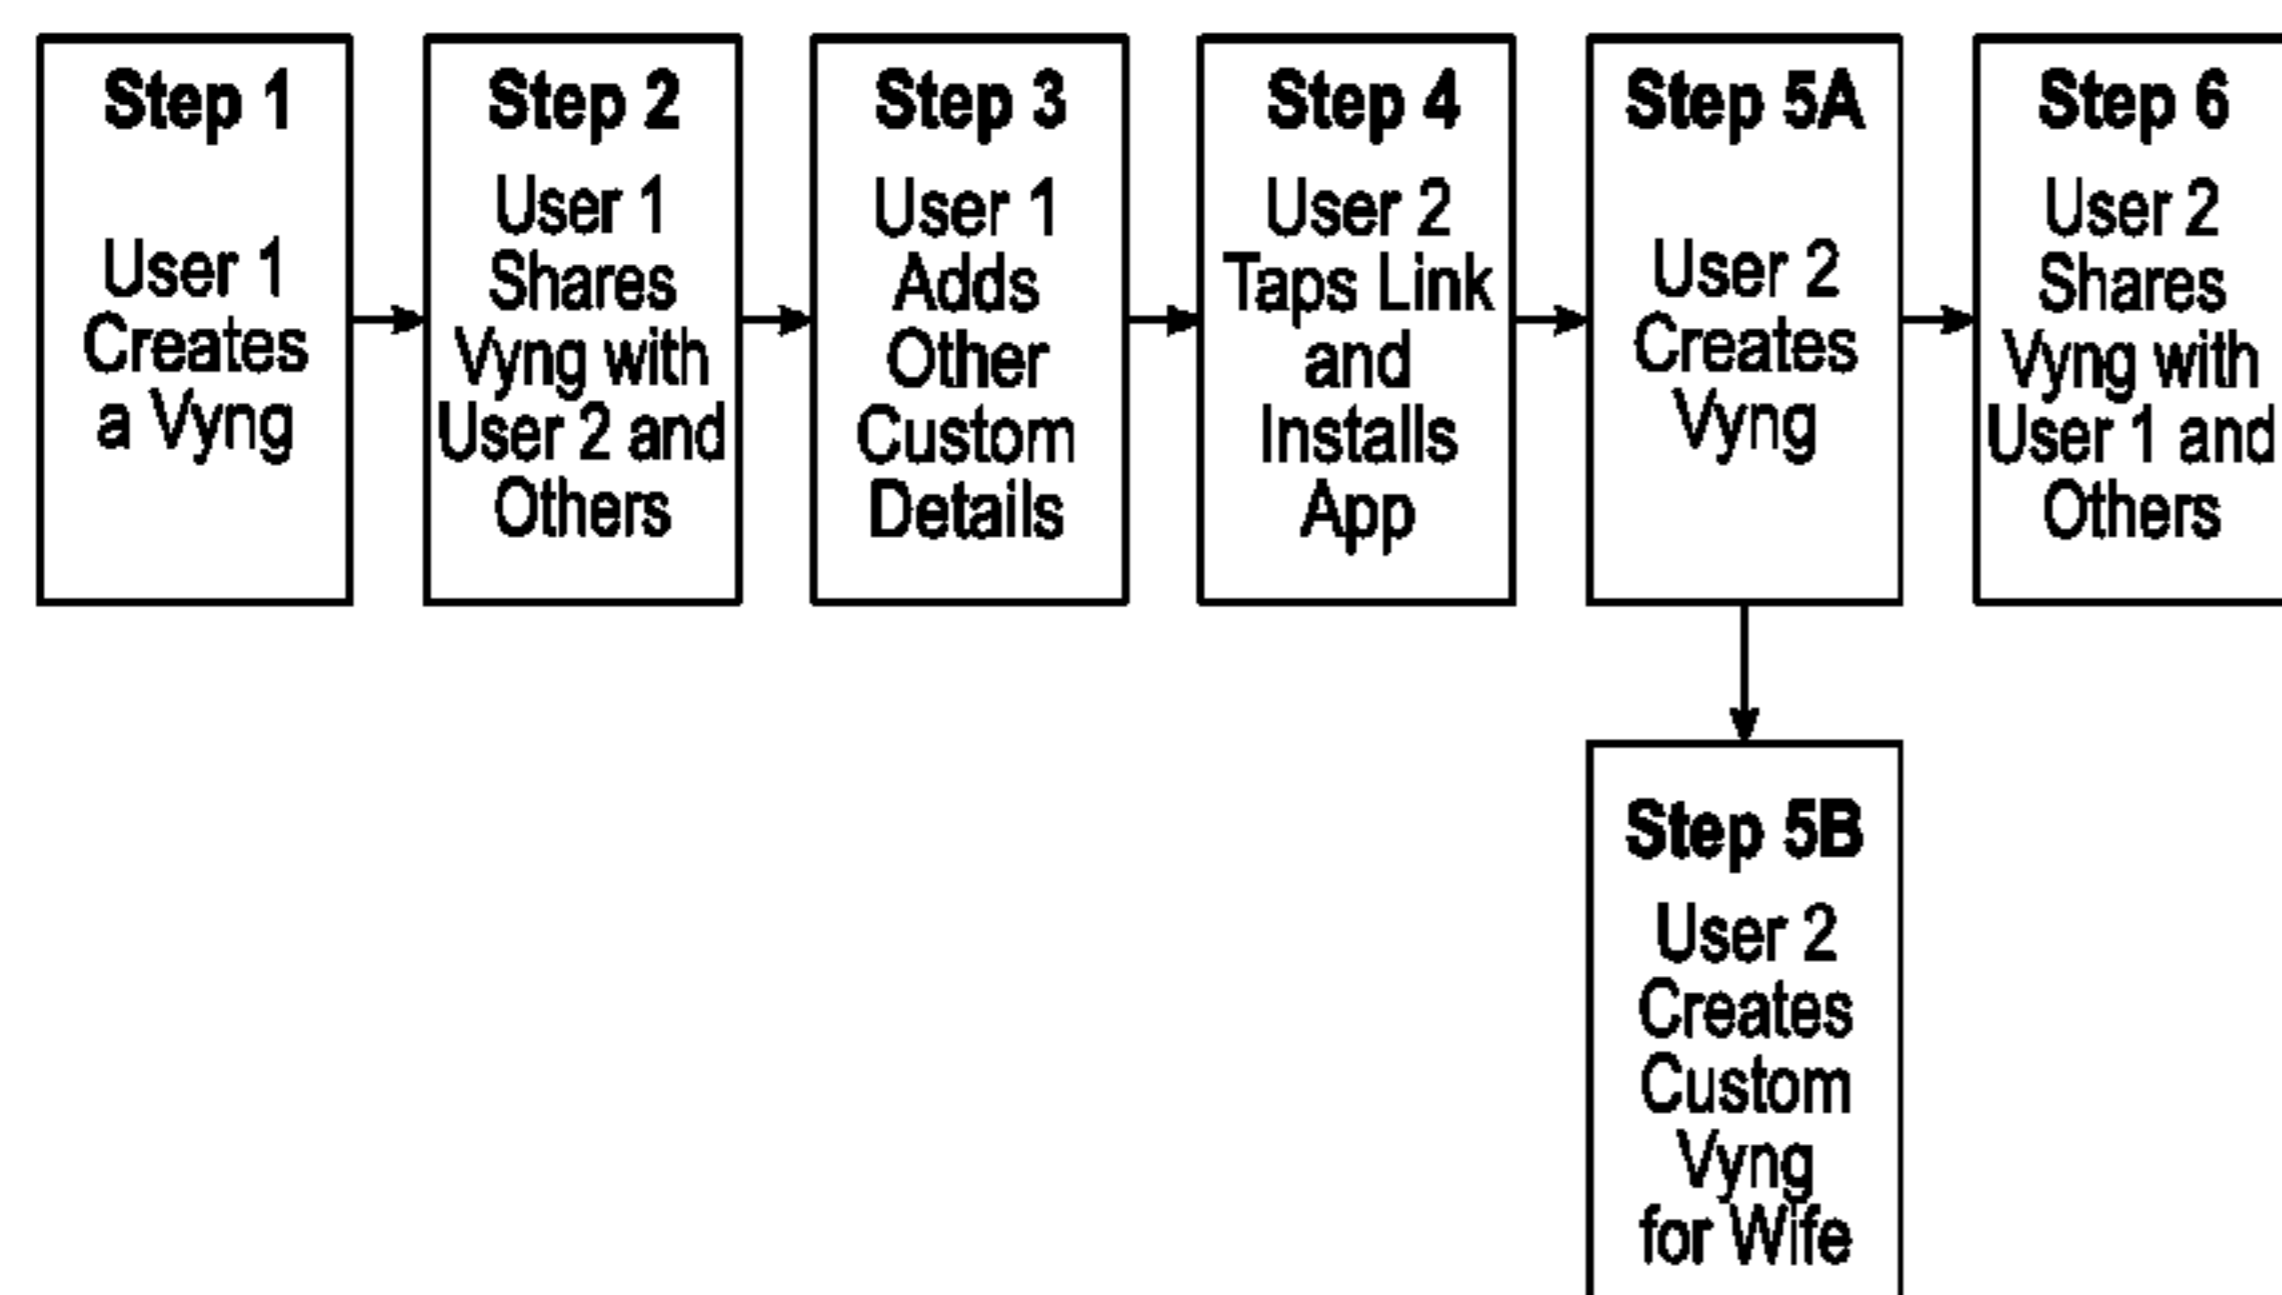 Step 1
User 1
Creates
a Vyng
Step 2
User 1
Shares
Vyng with
User 2 and
Others
Step 3
User 1
Adds
Other
Custom
Details
Step 4
User 2
Taps Link
and
Installs
App
Step 5A
User 2
Creates
Vyng
Step 6
User 2
Shares
Vyng with
User 1 and
Others
Step 5B
User 2
Creates
Custom
Vyng
for Wife